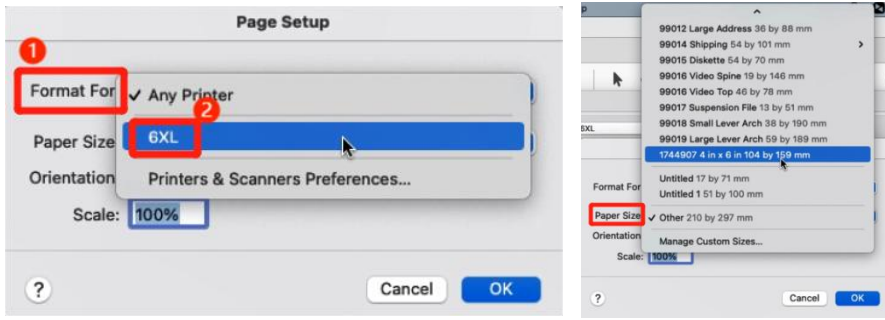 Page Setup
1
Format For
✓ Any Printer
2
6XL
Paper Size
Orientation
Printers & Scanners Preferences...
Scale: 100%
? Cancel OK
99012 Large Address 36 by 88 mm
99014 Shipping 54 by 101 mm >
99015 Diskette 54 by 70 mm
99016 Video Spine 19 by 146 mm
99016 Video Top 46 by 78 mm
99017 Suspension File 13 by 51 mm
99018 Small Lever Arch 38 by 190 mm
6XL
99019 Large Lever Arch 59 by 189 mm
1744907 4 in x 6 in 104 by 159 mm
Untitled 17 by 71 mm
Format For
Untitled 1 51 by 100 mm
Paper Size
✓ Other 210 by 297 mm
Orientation
Manage Custom Sizes...
Scale: 100%
? Cancel OK